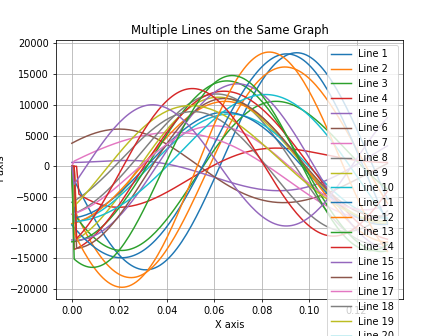 Multiple Lines on the Same Graph
20000
15000
10000
5000
0
−5000
−10000
−15000
−20000
0.00
0.02
0.04
0.06
0.08
0.10
X axis
axis
Line 1
Line 2
Line 3
Line 4
Line 5
Line 6
Line 7
Line 8
Line 9
Line 10
Line 11
Line 12
Line 13
Line 14
Line 15
Line 16
Line 17
Line 18
Line 19
Line 20